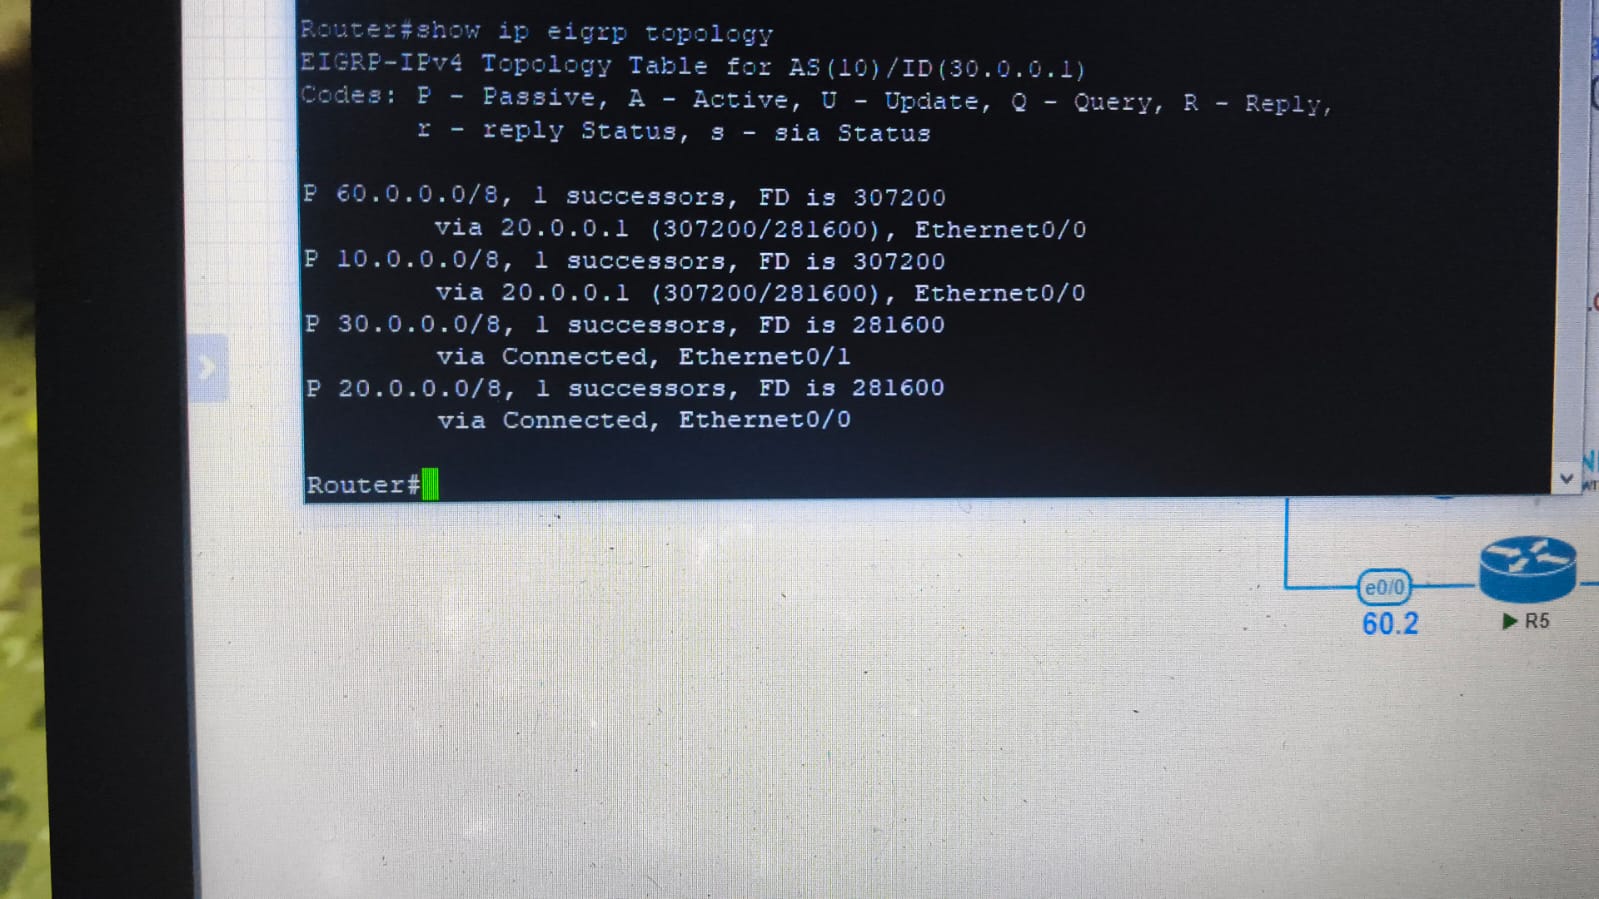 Router#show ip eigrp topology
EIGRP-IPv4 Topology Table for AS(10)/ID(30.0.0.1)
Codes: P - Passive, A - Active, U - Update, Q - Query, R - Reply,
r - reply Status, s - sia Status
P 60.0.0.0/8, 1 successors, FD is 307200
via 20.0.0.1 (307200/281600), Ethernet0/0
P 10.0.0.0/8, 1 successors, FD is 307200
via 20.0.0.1 (307200/281600), Ethernet0/0
P 30.0.0.0/8, 1 successors, FD is 281600
via Connected, Ethernet0/1
P 20.0.0.0/8, 1 successors, FD is 281600
via Connected, Ethernet0/0
Router#
e0/0
60.2
R5